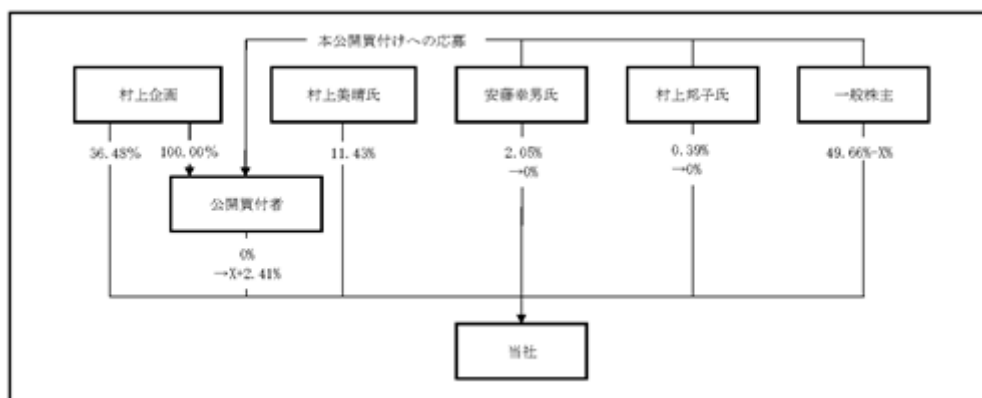 本公開買付けへの応募
村上企画
村上美晴氏
安藤幸男氏
村上邦子氏
一般株主
36.48%
100.00%
11.43%
2.05%
→0%
0.39%
→0%
49.66%-X%
公開買付者
0%
→X+2.41%
当社